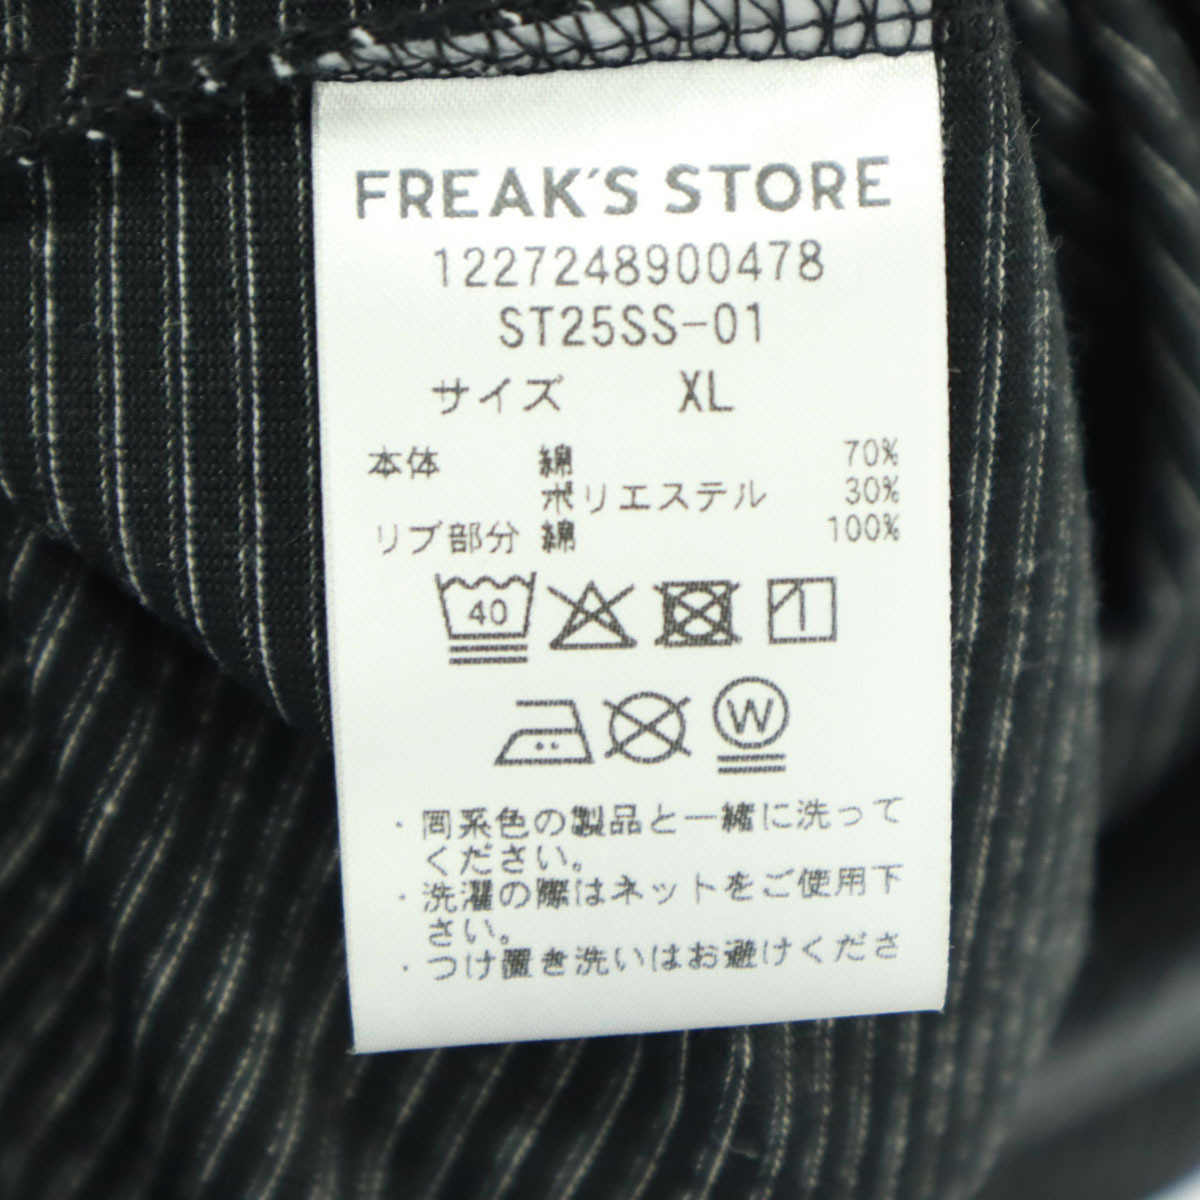 FREAK'S STORE
1227248900478
ST25SS-01
サイズ XL
本体 綿 70%
ポリエステル 30%
リブ部分 綿 100%
40
W
・同系色の製品と一緒に洗って
ください。
・洗濯の際はネットをご使用下
さい。
・つけ置き洗いはお避けくださ